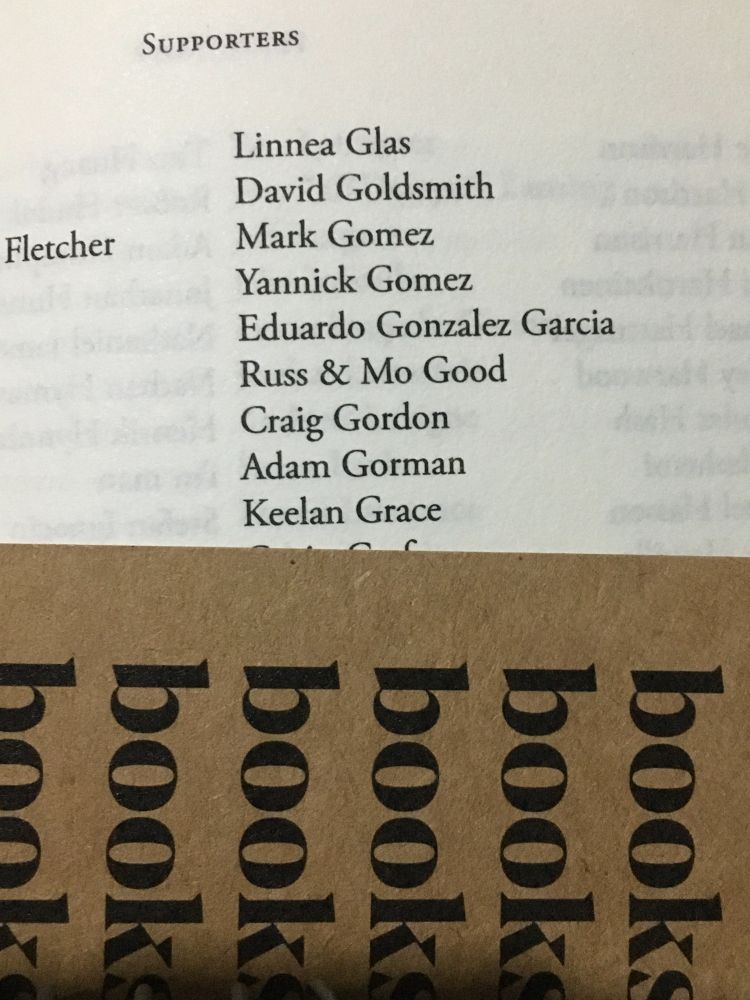 SUPPORTERS
Fletcher
Linnea Glas
David Goldsmith
Mark Gomez
Yannick Gomez
Eduardo Gonzalez Garcia
Russ & Mo Good
Craig Gordon
Adam Gorman
Keelan Grace
books
books
books
books
books
books